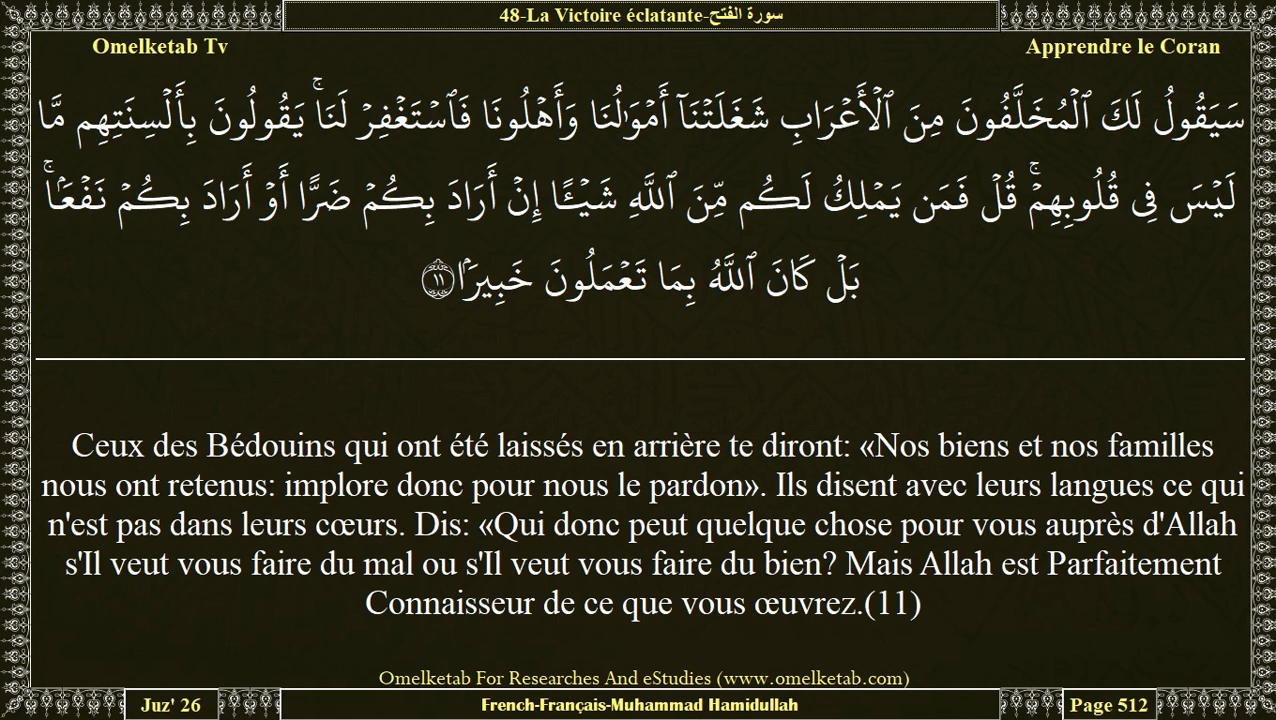 48-La Victoire éclatante-سورة الفتح
Omelketab Tv
Apprendre le Coran
سَيَقُولُ لَكَ ٱلْمُخَلَّفُونَ مِنَ ٱلْأَعْرَابِ شَغَلَتْنَآ أَمْوَٰلُنَا وَأَهْلُونَا فَٱسْتَغْفِرْ لَنَا ۚ يَقُولُونَ بِأَلْسِنَتِهِم مَّا
لَيْسَ فِى قُلُوبِهِمْ ۚ قُلْ فَمَن يَمْلِكُ لَكُم مِّنَ ٱللَّهِ شَيْـًٔا إِنْ أَرَادَ بِكُمْ ضَرًّا أَوْ أَرَادَ بِكُمْ نَفْعَۢا ۚ
بَلْ كَانَ ٱللَّهُ بِمَا تَعْمَلُونَ خَبِيرَۢا ۝١١
Ceux des Bédouins qui ont été laissés en arrière te diront: «Nos biens et nos familles
nous ont retenus: implore donc pour nous le pardon». Ils disent avec leurs langues ce qui
n'est pas dans leurs cœurs. Dis: «Qui donc peut quelque chose pour vous auprès d'Allah
s'Il veut vous faire du mal ou s'Il veut vous faire du bien? Mais Allah est Parfaitement
Connaisseur de ce que vous œuvrez.(11)
Omelketab For Researches And eStudies (www.omelketab.com)
Juz' 26
French-Français-Muhammad Hamidullah
Page 512